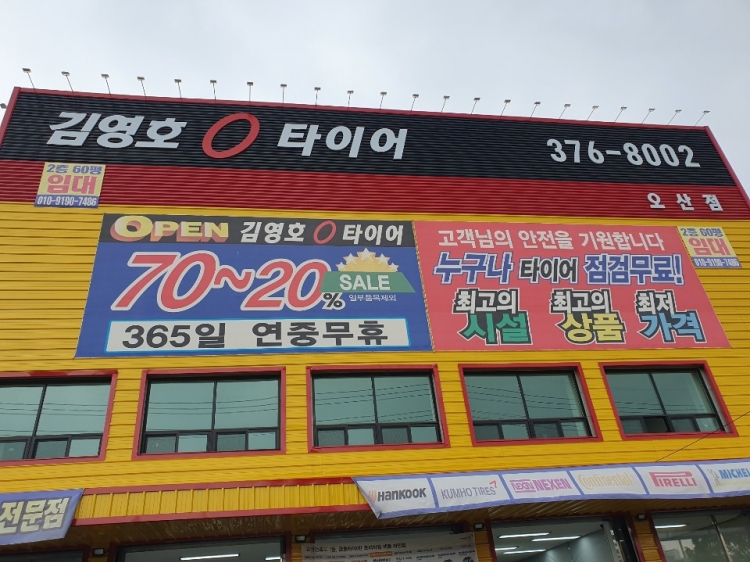 김영호 O 타이어
376-8002
오산점
2층 60평
임대
010-8190-7486
OPEN 김영호 O 타이어
70~20%
SALE
일부품목제외
365일 연중무휴
고객님의 안전을 기원합니다
누구나 타이어 점검무료!
최고의 시설
최고의 상품
최저 가격
2층 60평
임대
010-8190-7486
전문점
HANKOOK
KUMHO TIRES
NEXEN
Continental
PIRELLI
MICHEL